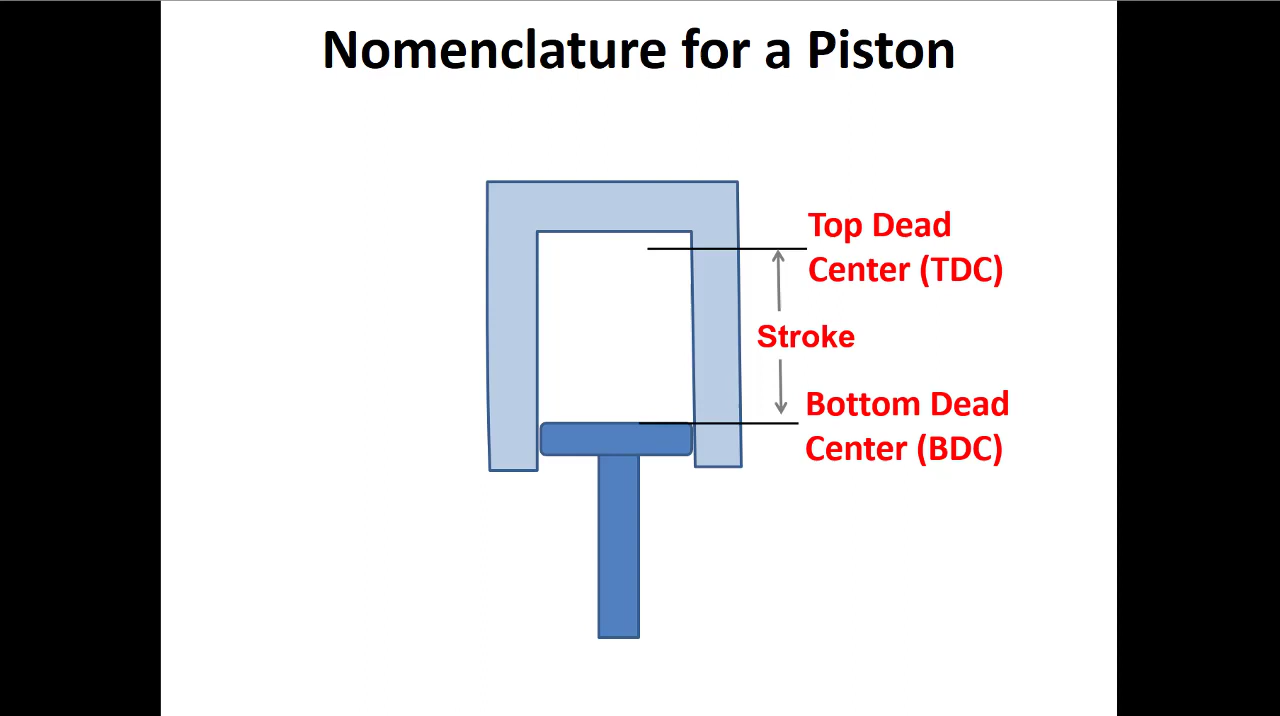 Nomenclature for a Piston
Top Dead
Center (TDC)
Stroke
Bottom Dead
Center (BDC)